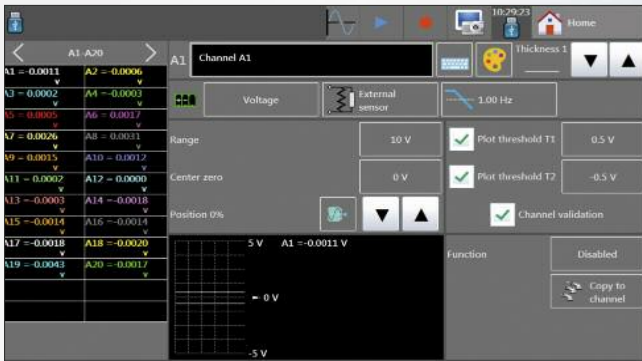 10:29:23
Home
A1-A20
A1 =-0.0011 V
A2 =-0.0006 V
A3 = 0.0002 V
A4 =-0.0003 V
A5 = 0.0005 V
A6 = 0.0017 V
A7 = 0.0026 V
A8 = 0.0031 V
A9 = 0.0015 V
A10 = 0.0012 V
A11 = 0.0002 V
A12 = 0.0000 V
A13 =-0.0003 V
A14 =-0.0018 V
A15 =-0.0014 V
A16 =-0.0014 V
A17 =-0.0018 V
A18 =-0.0020 V
A19 =-0.0043 V
A20 =-0.0017 V
A1
Channel A1
Thickness 1
Voltage
External
sensor
1.00 Hz
Range
10 V
Center zero
0 V
Position 0%
Plot threshold T1
0.5 V
Plot threshold T2
-0.5 V
Channel validation
5 V
A1 =-0.0011 V
0 V
-5 V
Function
Disabled
Copy to
channel